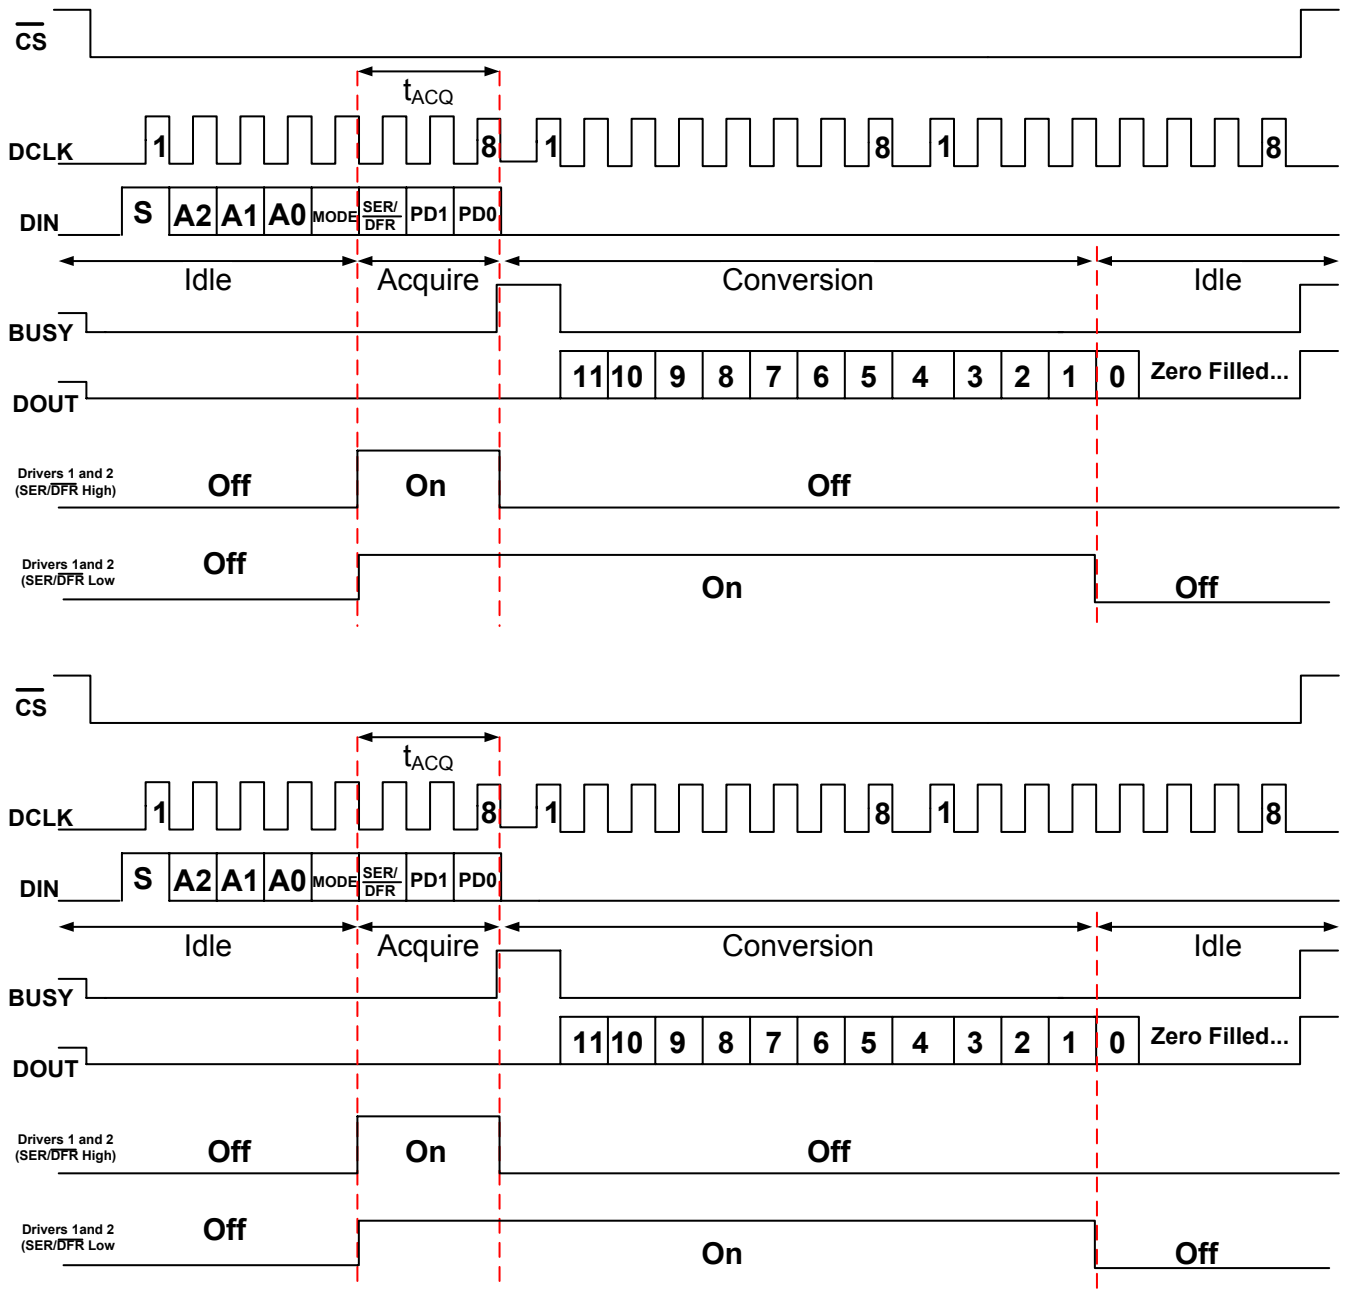 CS
tACQ
DCLK 1 8 1 8 1 8
DIN S A2 A1 A0 MODE SER/DFR PD1 PD0
Idle Acquire Conversion Idle
BUSY
DOUT 11 10 9 8 7 6 5 4 3 2 1 0 Zero Filled...
Drivers 1 and 2
(SER/DFR High) Off On Off
Drivers 1and 2
(SER/DFR Low Off On Off
CS
tACQ
DCLK 1 8 1 8 1 8
DIN S A2 A1 A0 MODE SER/DFR PD1 PD0
Idle Acquire Conversion Idle
BUSY
DOUT 11 10 9 8 7 6 5 4 3 2 1 0 Zero Filled...
Drivers 1 and 2
(SER/DFR High) Off On Off
Drivers 1and 2
(SER/DFR Low Off On Off